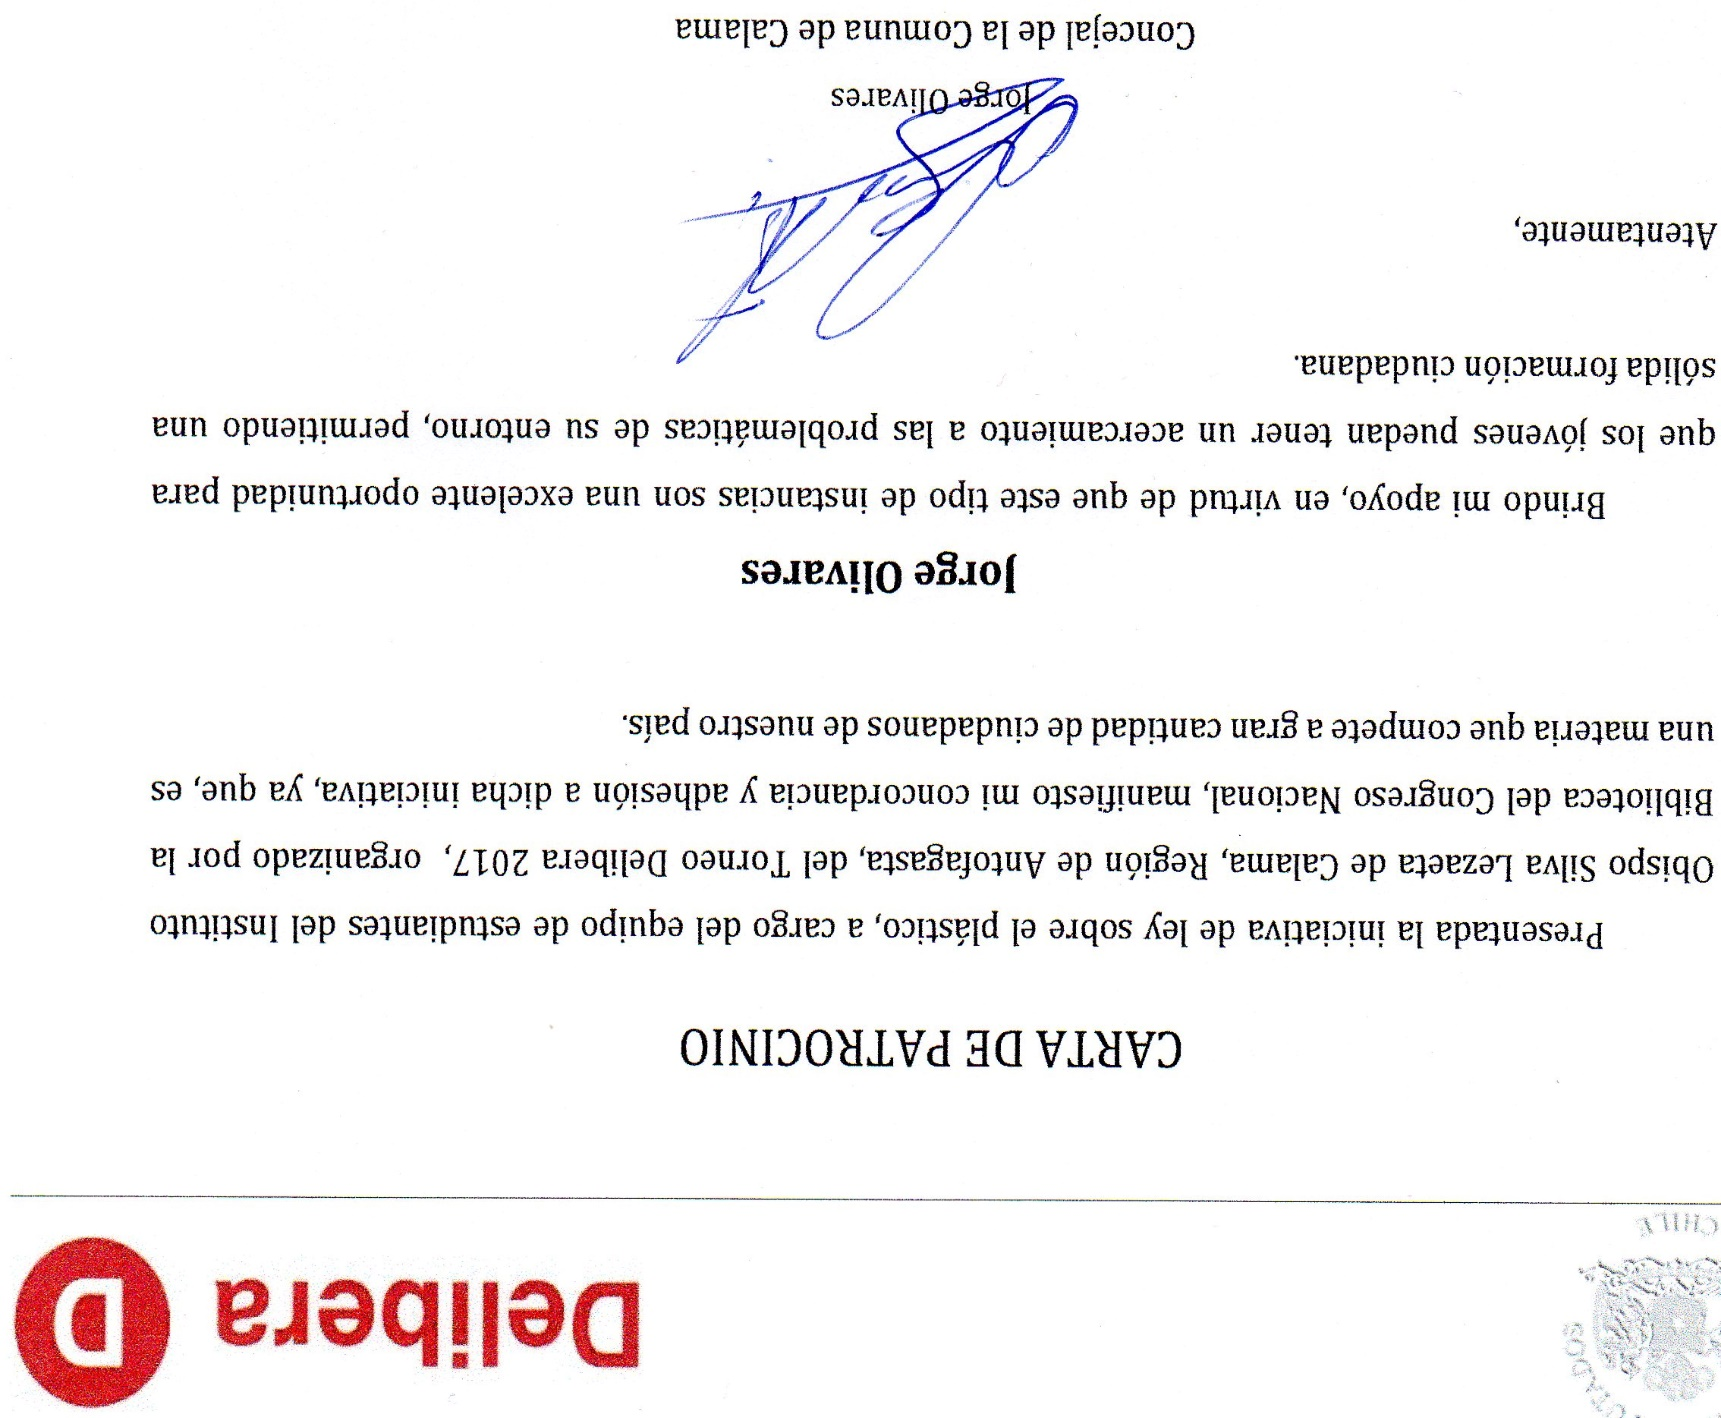 CHILE
Delibera D
CARTA DE PATROCINIO
Presentada la iniciativa de ley sobre el plástico, a cargo del equipo de estudiantes del Instituto
Obispo Silva Lezaeta de Calama, Región de Antofagasta, del Torneo Delibera 2017, organizado por la
Biblioteca del Congreso Nacional, manifiesto mi concordancia y adhesión a dicha iniciativa, ya que, es
una materia que compete a gran cantidad de ciudadanos de nuestro país.
Jorge Olivares
Brindo mi apoyo, en virtud de que este tipo de instancias son una excelente oportunidad para
que los jóvenes puedan tener un acercamiento a las problemáticas de su entorno, permitiendo una
sólida formación ciudadana.
Atentamente,
Jorge Olivares
Concejal de la Comuna de Calama